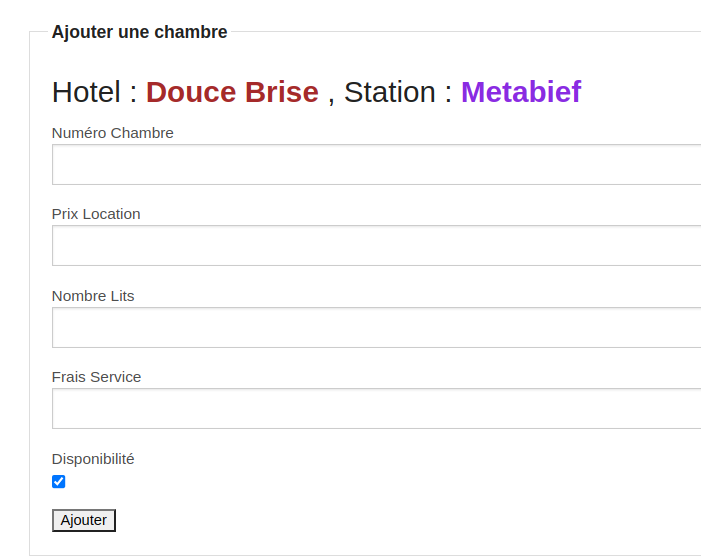 Ajouter une chambre
Hotel : Douce Brise , Station : Metabief
Numéro Chambre
Prix Location
Nombre Lits
Frais Service
Disponibilité
Ajouter